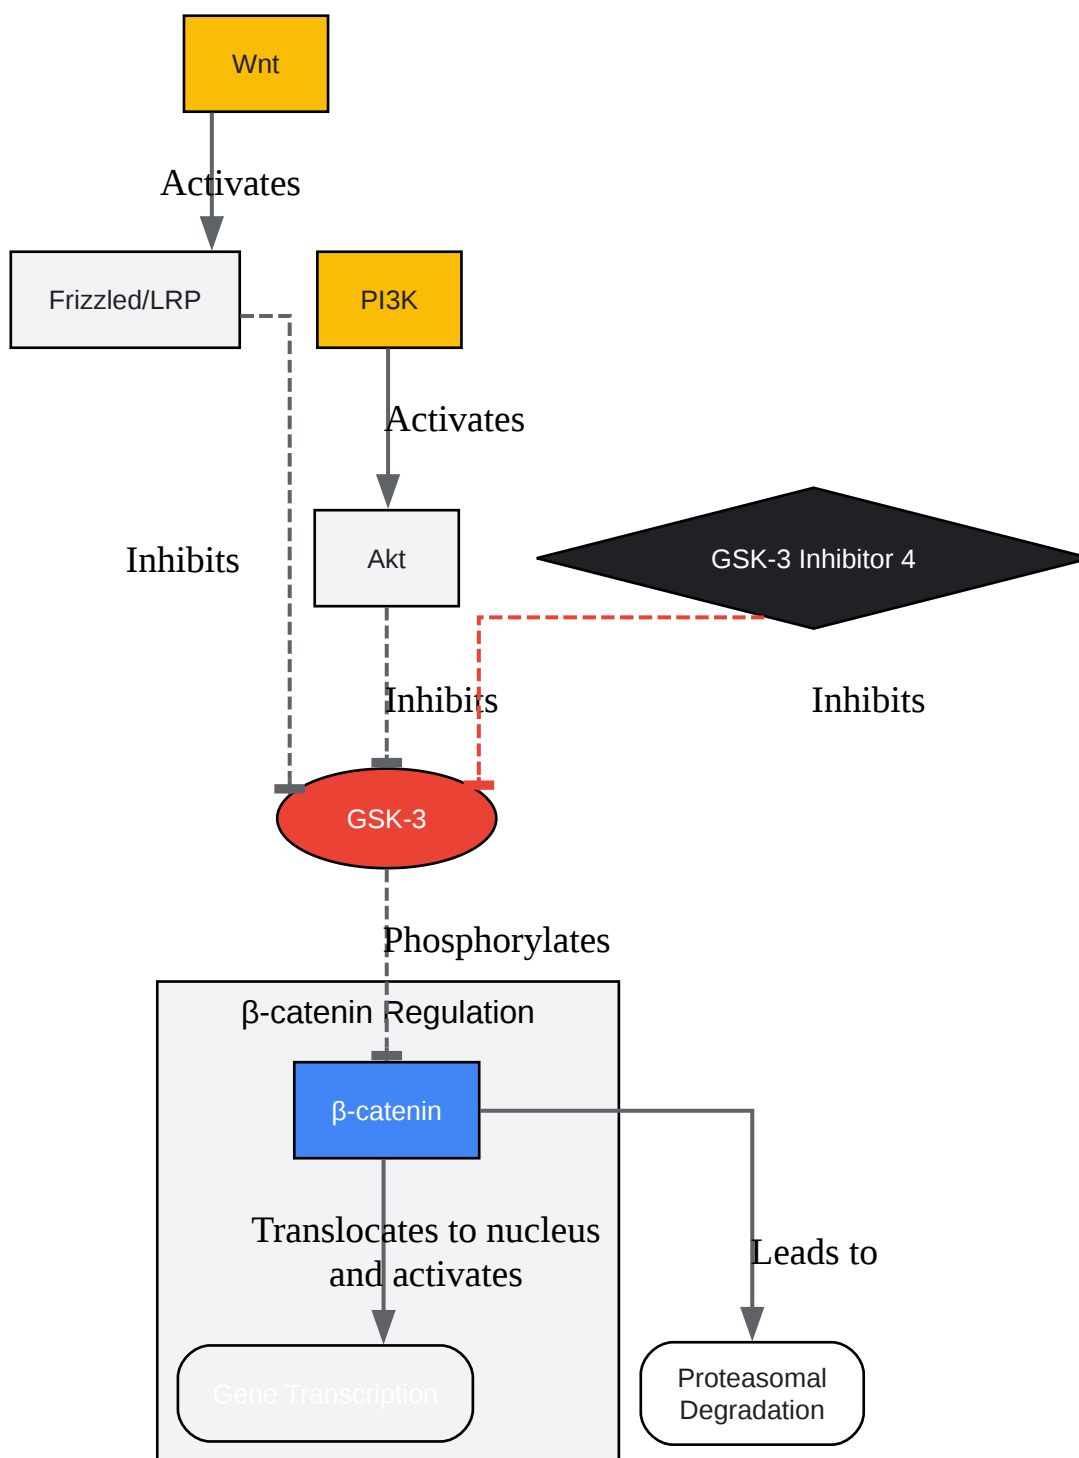 Wnt
Activates
Frizzled/LRP
PI3K
Activates
Inhibits
Akt
GSK-3 Inhibitor 4
Inhibits
Inhibits
GSK-3
Phosphorylates
β-catenin Regulation
β-catenin
Translocates to nucleus
and activates
Leads to
Gene Transcription
Proteasomal
Degradation